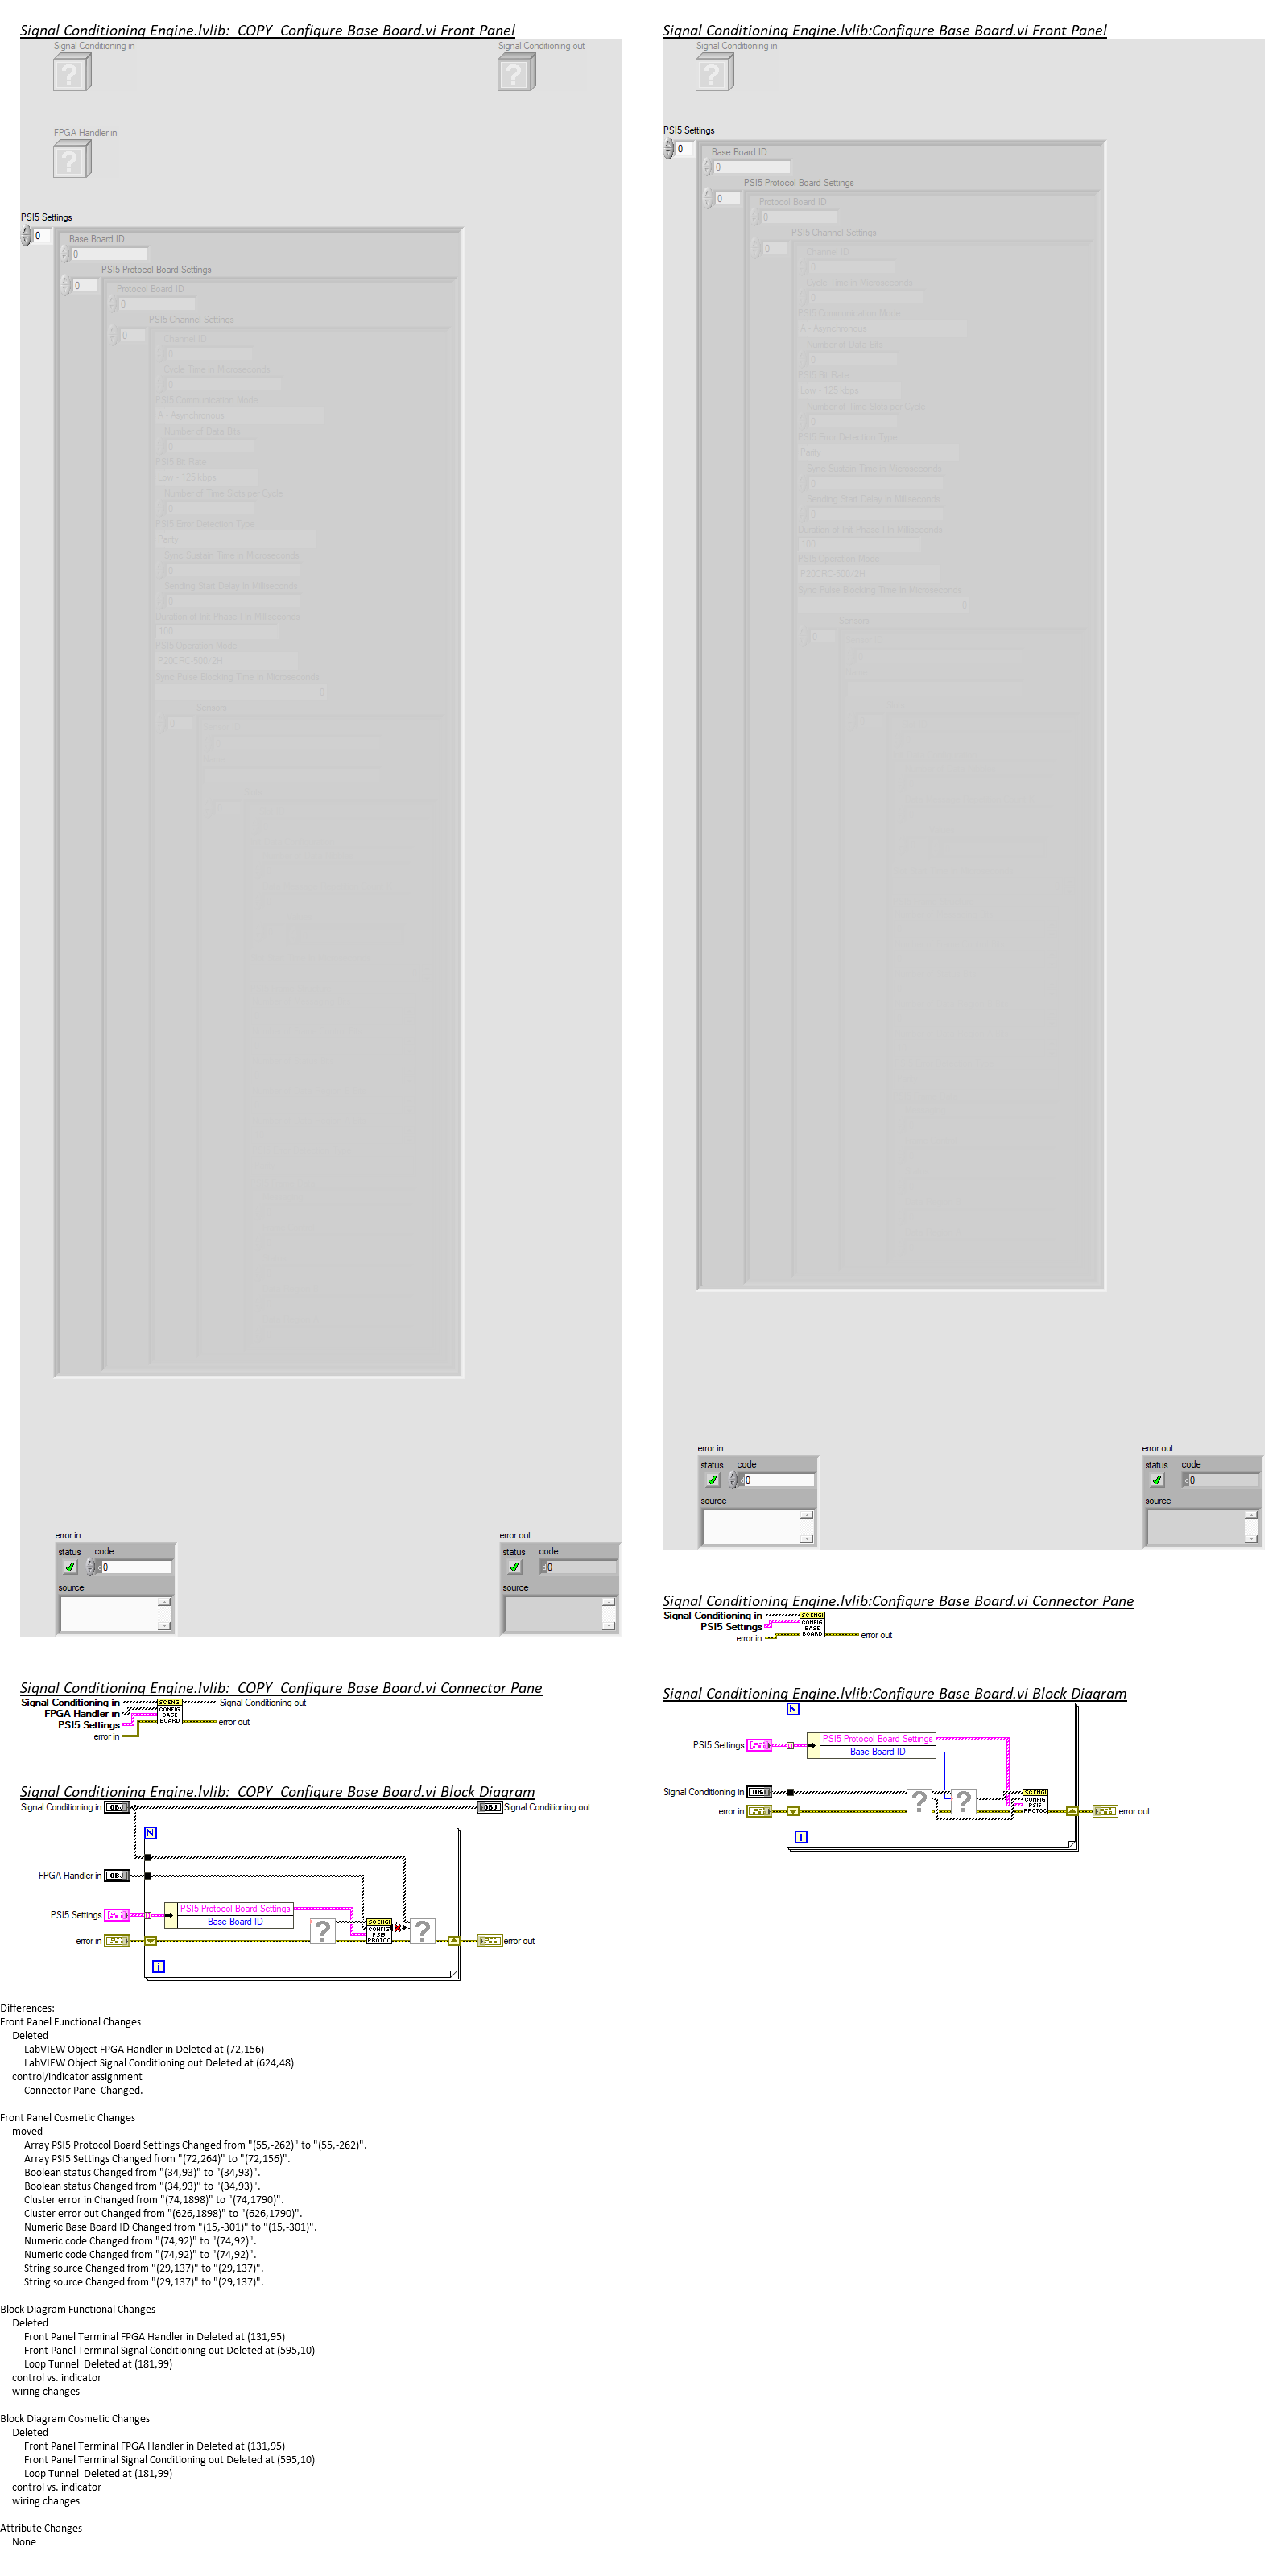 Signal Conditioning Engine.lvlib:_COPY_Configure Base Board.vi Front Panel
Signal Conditioning in
Signal Conditioning out
?
?
FPGA Handler in
?
PSI5 Settings
0
Base Board ID
0
PSI5 Protocol Board Settings
0
Protocol Board ID
0
PSI5 Channel Settings
0
Channel ID
0
Cycle Time in Microseconds
0
PSI5 Communication Mode
A - Asynchronous
Number of Data Bits
0
PSI5 Bit Rate
Low - 125 kbps
Number of Time Slots per Cycle
0
PSI5 Error Detection Type
Parity
Sync Sustain Time in Microseconds
0
Sending Start Delay In Milliseconds
0
Duration of Init Phase I In Milliseconds
100
PSI5 Operation Mode
P20CRC-500/2H
Sync Pulse Blocking Time In Microseconds
0
Sensors
0
error in
status code
0
source
error out
status code
0
source
Signal Conditioning Engine.lvlib:_COPY_Configure Base Board.vi Connector Pane
Signal Conditioning in
FPGA Handler in
PSI5 Settings
error in
SC ENGI
CONFIG
BASE
BOARD
Signal Conditioning out
error out
Signal Conditioning Engine.lvlib:_COPY_Configure Base Board.vi Block Diagram
Signal Conditioning in
OBJ
OBJ
Signal Conditioning out
N
FPGA Handler in
OBJ
PSI5 Settings
PSI5 Protocol Board Settings
Base Board ID
?
SC ENGI
CONFIG
PSI5
PROTOC
?
error in
error out
i
Signal Conditioning Engine.lvlib:Configure Base Board.vi Front Panel
Signal Conditioning in
?
PSI5 Settings
0
Base Board ID
0
PSI5 Protocol Board Settings
0
Protocol Board ID
0
PSI5 Channel Settings
0
Channel ID
0
Cycle Time in Microseconds
0
PSI5 Communication Mode
A - Asynchronous
Number of Data Bits
0
PSI5 Bit Rate
Low - 125 kbps
Number of Time Slots per Cycle
0
PSI5 Error Detection Type
Parity
Sync Sustain Time in Microseconds
0
Sending Start Delay In Milliseconds
0
Duration of Init Phase I In Milliseconds
100
PSI5 Operation Mode
P20CRC-500/2H
Sync Pulse Blocking Time In Microseconds
0
Sensors
0
error in
status code
0
source
error out
status code
0
source
Signal Conditioning Engine.lvlib:Configure Base Board.vi Connector Pane
Signal Conditioning in
PSI5 Settings
error in
SC ENGI
CONFIG
BASE
BOARD
error out
Signal Conditioning Engine.lvlib:Configure Base Board.vi Block Diagram
N
PSI5 Settings
PSI5 Protocol Board Settings
Base Board ID
Signal Conditioning in
OBJ
?
?
SC ENGI
CONFIG
PSI5
PROTOC
error in
error out
i
Differences:
Front Panel Functional Changes
Deleted
LabVIEW Object FPGA Handler in Deleted at (72,156)
LabVIEW Object Signal Conditioning out Deleted at (624,48)
control/indicator assignment
Connector Pane Changed.
Front Panel Cosmetic Changes
moved
Array PSI5 Protocol Board Settings Changed from "(55,-262)" to "(55,-262)".
Array PSI5 Settings Changed from "(72,264)" to "(72,156)".
Boolean status Changed from "(34,93)" to "(34,93)".
Boolean status Changed from "(34,93)" to "(34,93)".
Cluster error in Changed from "(74,1898)" to "(74,1790)".
Cluster error out Changed from "(626,1898)" to "(626,1790)".
Numeric Base Board ID Changed from "(15,-301)" to "(15,-301)".
Numeric code Changed from "(74,92)" to "(74,92)".
Numeric code Changed from "(74,92)" to "(74,92)".
String source Changed from "(29,137)" to "(29,137)".
String source Changed from "(29,137)" to "(29,137)".
Block Diagram Functional Changes
Deleted
Front Panel Terminal FPGA Handler in Deleted at (131,95)
Front Panel Terminal Signal Conditioning out Deleted at (595,10)
Loop Tunnel Deleted at (181,99)
control vs. indicator
wiring changes
Block Diagram Cosmetic Changes
Deleted
Front Panel Terminal FPGA Handler in Deleted at (131,95)
Front Panel Terminal Signal Conditioning out Deleted at (595,10)
Loop Tunnel Deleted at (181,99)
control vs. indicator
wiring changes
Attribute Changes
None